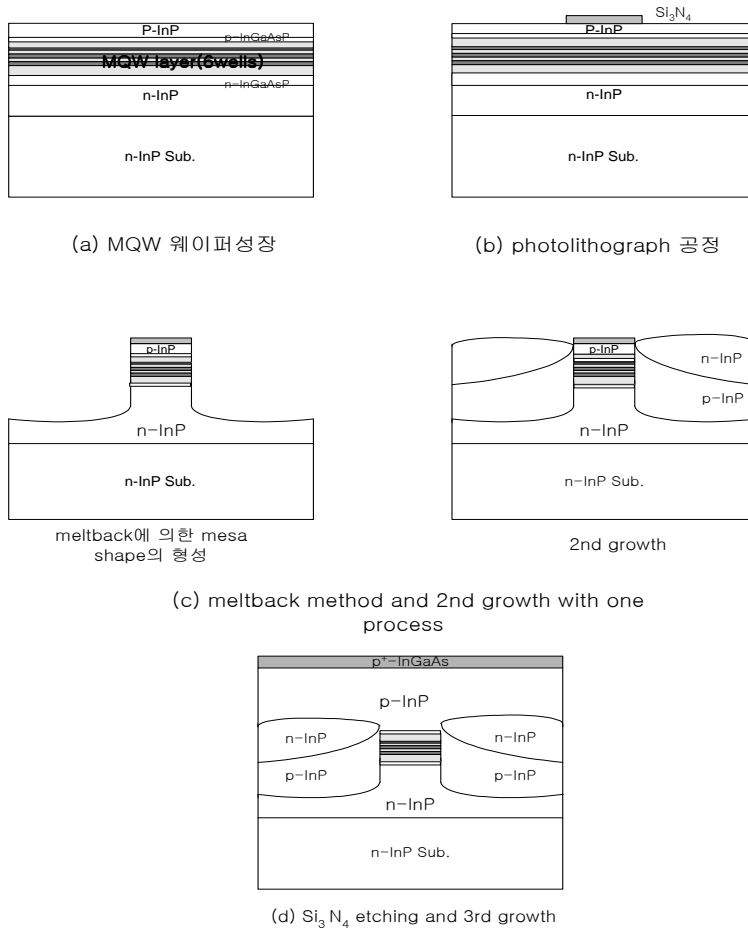 P-InP
p-InGaAsP
MQW layer(6wells)
n-InGaAsP
n-InP
n-InP Sub.
(a) MQW 웨이퍼성장
Si₃N₄
P-InP
n-InP
n-InP Sub.
(b) photolithograph 공정
p-InP
n-InP
n-InP Sub.
meltback에 의한 mesa
shape의 형성
p-InP
n-InP
p-InP
n-InP
n-InP Sub.
2nd growth
(c) meltback method and 2nd growth with one
process
p⁺-InGaAs
p-InP
n-InP
n-InP
p-InP
p-InP
n-InP
n-InP Sub.
(d) Si₃N₄ etching and 3rd growth